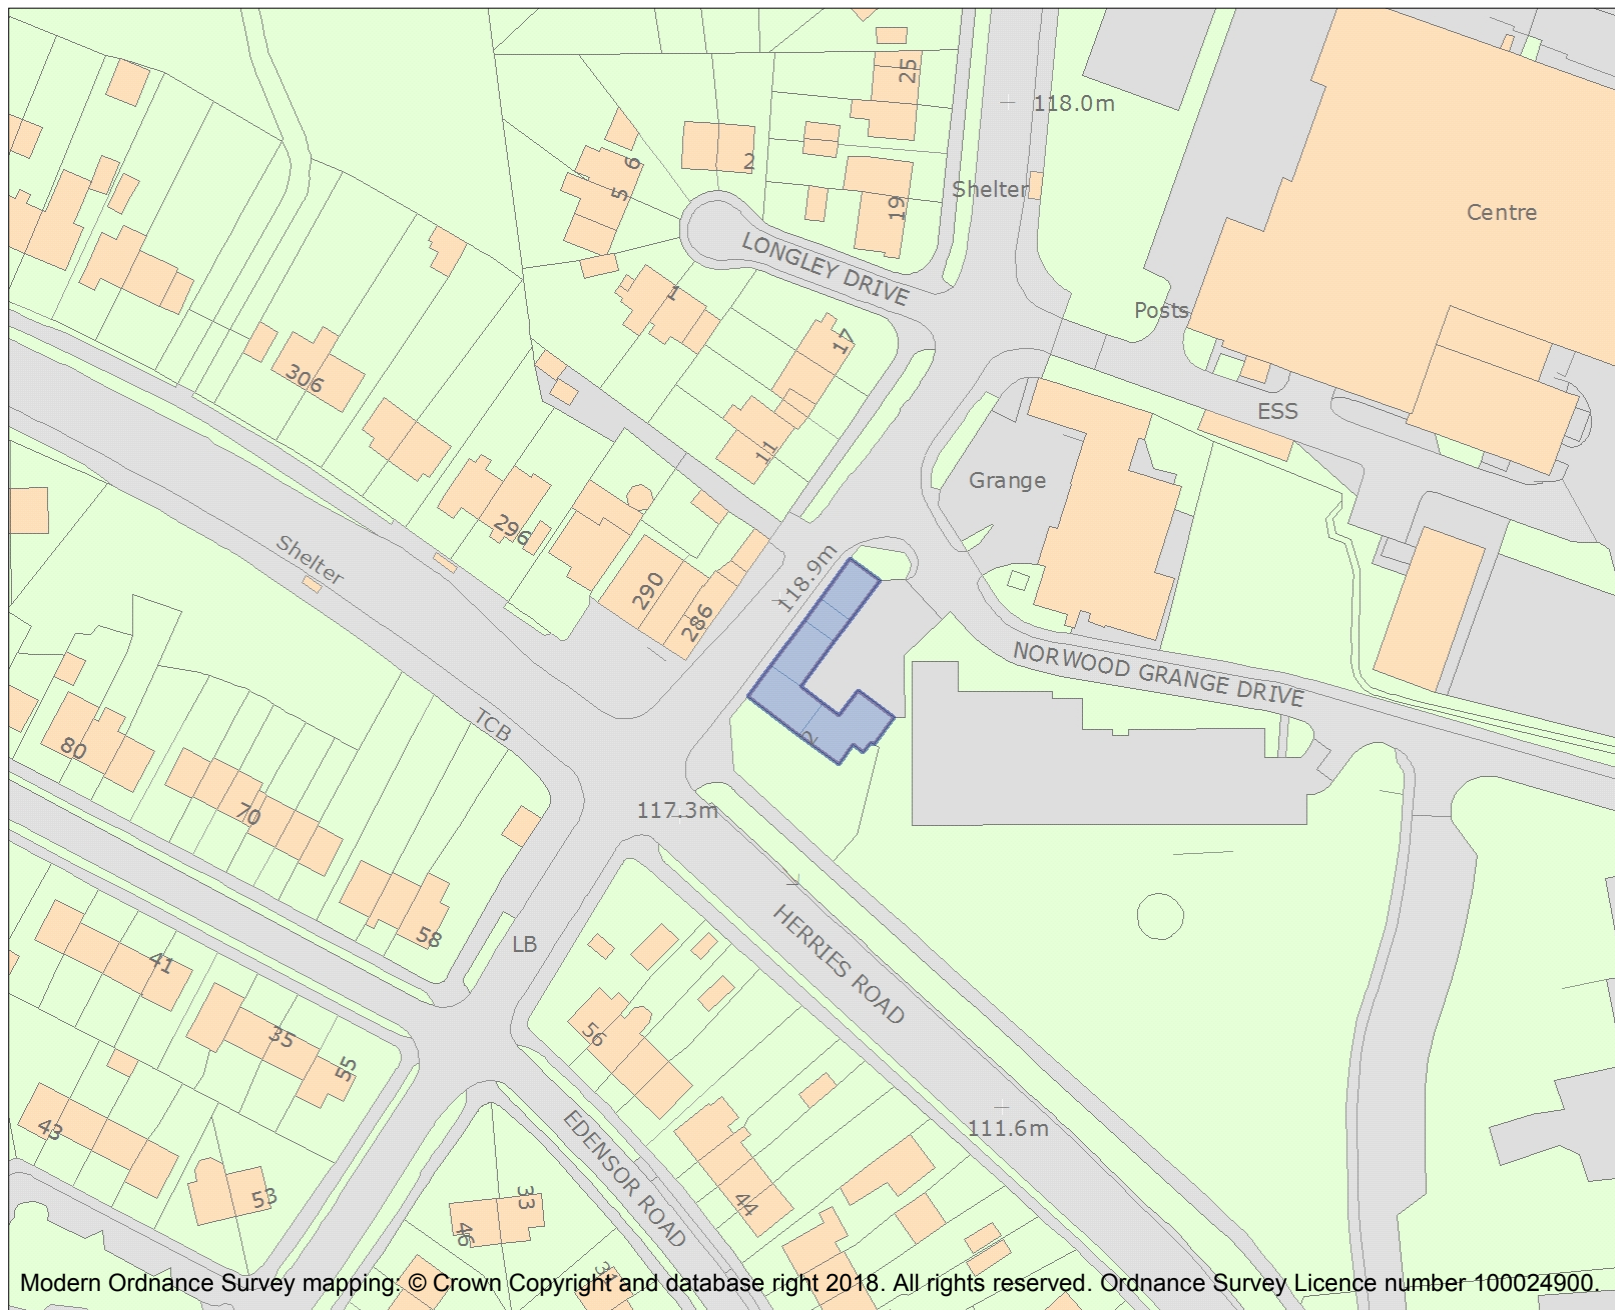 25
118.0m
6
2
5
Shelter
19
Centre
LONGLEY DRIVE
1
Posts
17
306
ESS
11
Grange
296
Shelter
118.9m
290
286
NORWOOD GRANGE DRIVE
TCB
2
80
70
117.3m
58
LB
HERRIES ROAD
41
56
35
55
43
EDENSOR ROAD
111.6m
53
33
44
46
31
Modern Ordnance Survey mapping: © Crown Copyright and database right 2018. All rights reserved. Ordnance Survey Licence number 100024900.